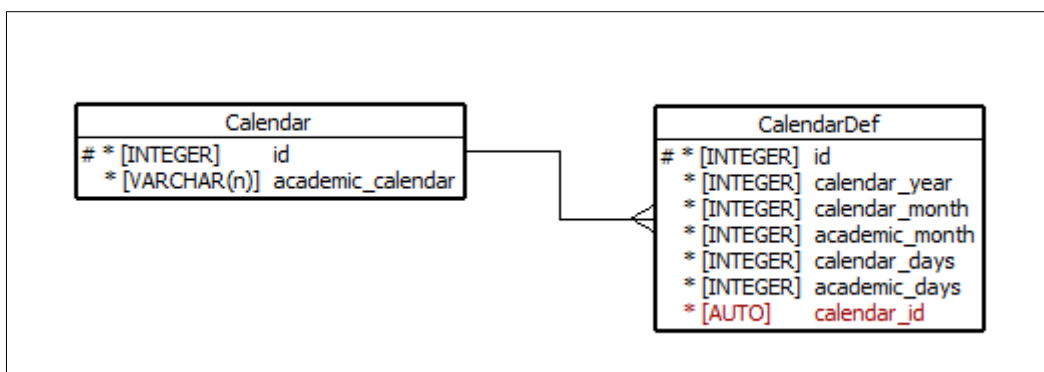 Calendar
# * [INTEGER] id
* [VARCHAR(n)] academic_calendar
CalendarDef
# * [INTEGER] id
* [INTEGER] calendar_year
* [INTEGER] calendar_month
* [INTEGER] academic_month
* [INTEGER] calendar_days
* [INTEGER] academic_days
* [AUTO] calendar_id